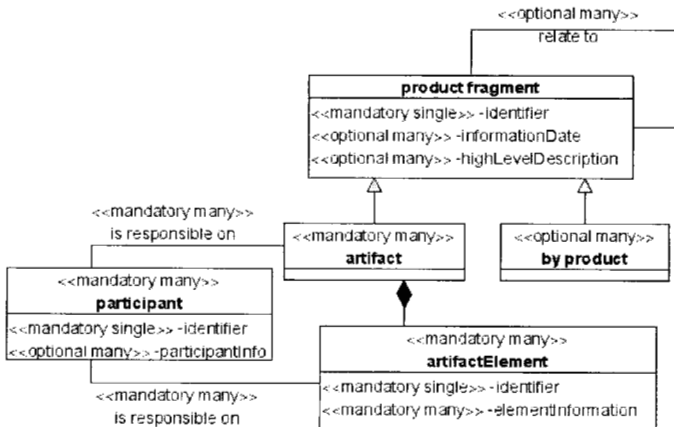 <<optional many>>
relate to
product fragment
<<mandatory single>> -identifier
<<optional many>> -informationDate
<<optional many>> -highLevelDescription
<<mandatory many>>
is responsible on
<<mandatory many>>
artifact
<<optional many>>
by product
<<mandatory many>>
participant
<<mandatory single>> -identifier
<<optional many>> -participantInfo
<<mandatory many>>
artifactElement
<<mandatory single>> -identifier
<<mandatory many>> -elementInformation
<<mandatory many>>
is responsible on